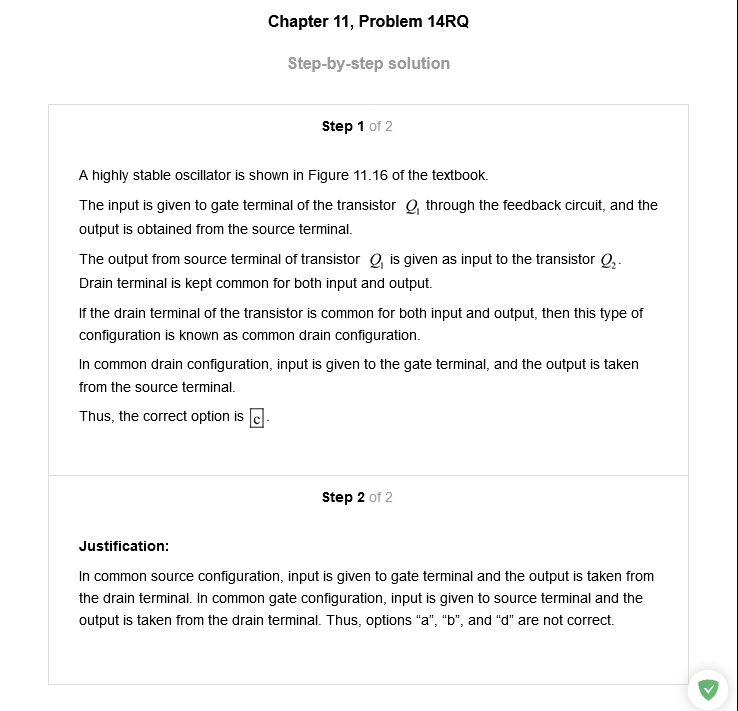 Chapter 11, Problem 14RQ
Step-by-step solution
Step 1 of 2
A highly stable oscillator is shown in Figure 11.16 of the textbook.
The input is given to gate terminal of the transistor Q₁ through the feedback circuit, and the
output is obtained from the source terminal.
The output from source terminal of transistor Q₁ is given as input to the transistor Q₂.
Drain terminal is kept common for both input and output.
If the drain terminal of the transistor is common for both input and output, then this type of
configuration is known as common drain configuration.
In common drain configuration, input is given to the gate terminal, and the output is taken
from the source terminal.
Thus, the correct option is c.
Step 2 of 2
Justification:
In common source configuration, input is given to gate terminal and the output is taken from
the drain terminal. In common gate configuration, input is given to source terminal and the
output is taken from the drain terminal. Thus, options “a”, “b”, and “d” are not correct.